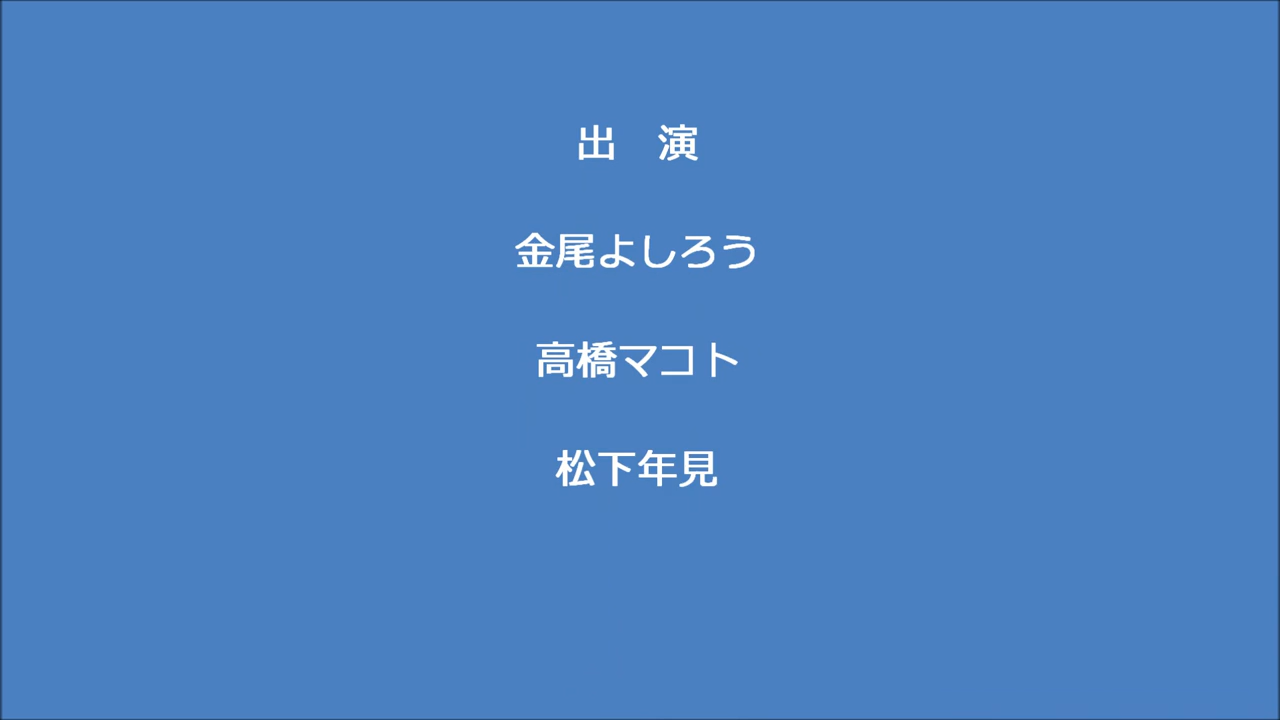 出　演
金尾よしろう
高橋マコト
松下年見